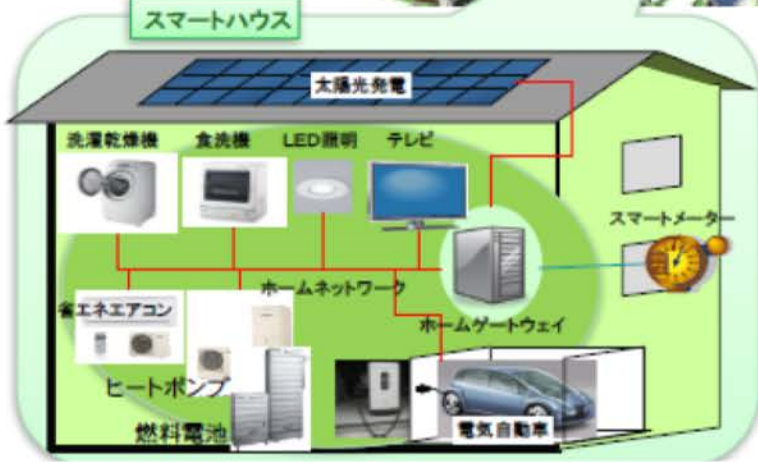 スマートハウス
太陽光発電
洗濯乾燥機 食洗機 LED照明 テレビ
スマートメーター
ホームネットワーク
省エネエアコン
ホームゲートウェイ
ヒートポンプ
燃料電池
電気自動車